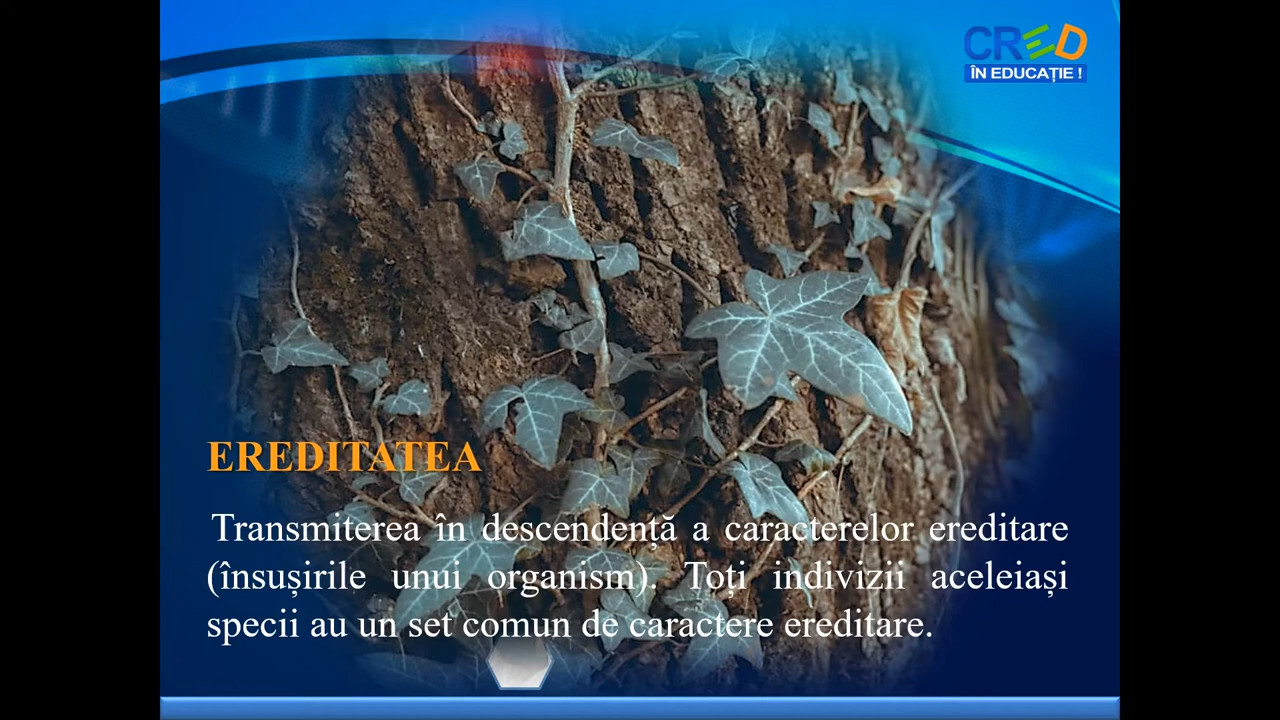 CRED
ÎN EDUCAȚIE !
EREDITATEA
Transmiterea în descendență a caracterelor ereditare
(însușirile unui organism). Toți indivizii aceleiași
specii au un set comun de caractere ereditare.